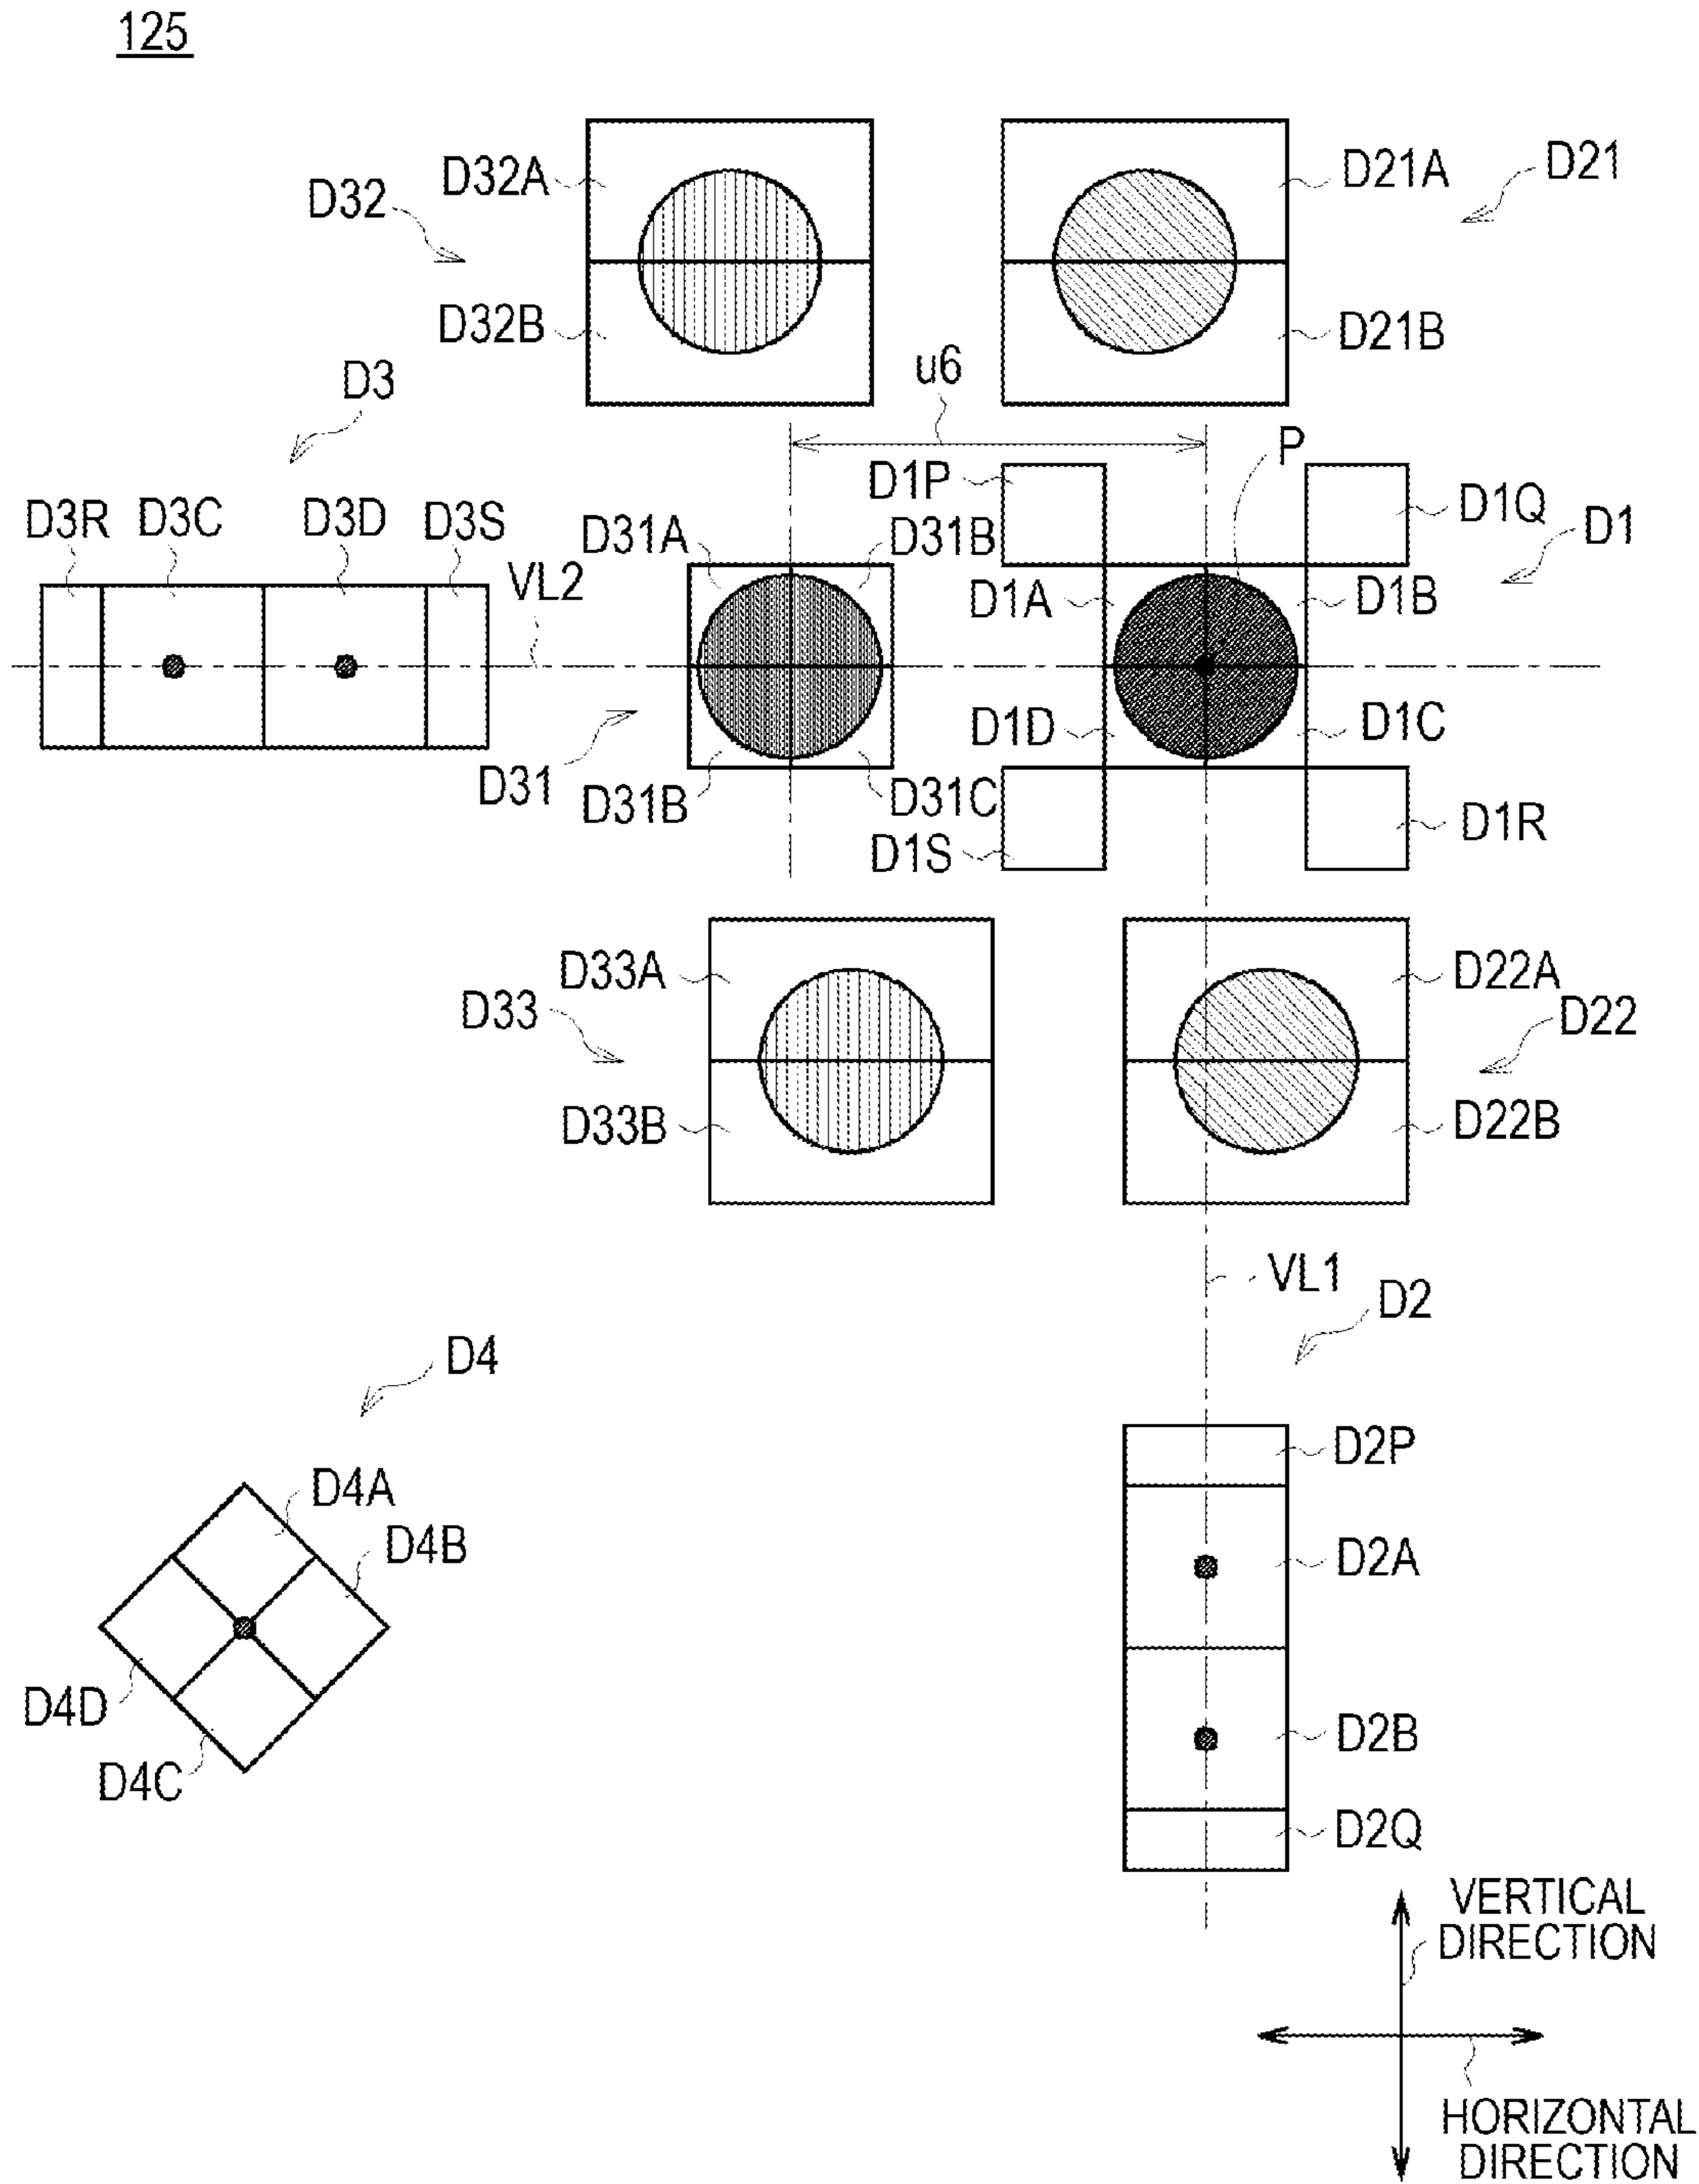 125
D32A
D32
D32B
D21A
D21
D21B
u6
D3
P
D1P
D1Q
D3R
D3C
D3D
D3S
D31A
D31B
D1
VL2
D1A
D1B
D1D
D1C
D31
D31B
D31C
D1S
D1R
D33A
D33
D33B
D22A
D22
D22B
VL1
D2
D4
D2P
D4A
D4B
D2A
D4D
D4C
D2B
D2Q
VERTICAL
DIRECTION
HORIZONTAL
DIRECTION